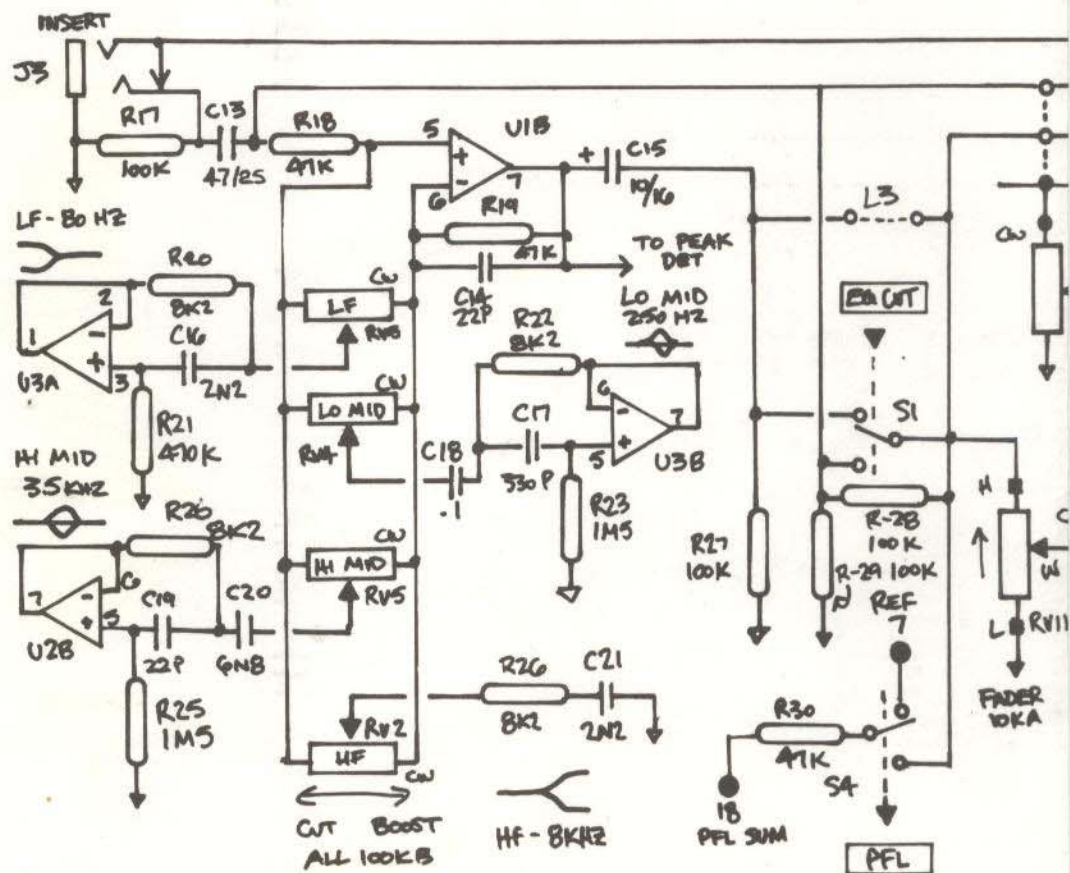 INSERT
J3
R17
100K
C13
47/25
R18
47K
5
+
-
6
7
U1B
R19
47K
C14
22P
+
C15
10/16
TO PEAK
DET
L3
CW
LF-80 HZ
R20
8K2
C16
2N2
2
-
+
1
3
U3A
R21
470K
CW
LF
RV5
CW
LO MID
RV4
LO MID
250 HZ
R22
8K2
C17
330P
C18
.1
6
-
+
7
5
U3B
R23
1M5
EQ CUT
S1
HI MID
3.5KHZ
R26
8K2
6
-
+
7
5
U2B
C19
22P
C20
6N8
R25
1M5
CW
HI MID
RV5
R27
100K
R-28
100K
R-29 100K
REF
7
H
W
L
RV11
FADER
10KA
R26
8K2
C21
2N2
RV2
HF
CW
CUT BOOST
ALL 100KB
HF-8KHZ
R30
47K
18
PFL SUM
S4
PFL